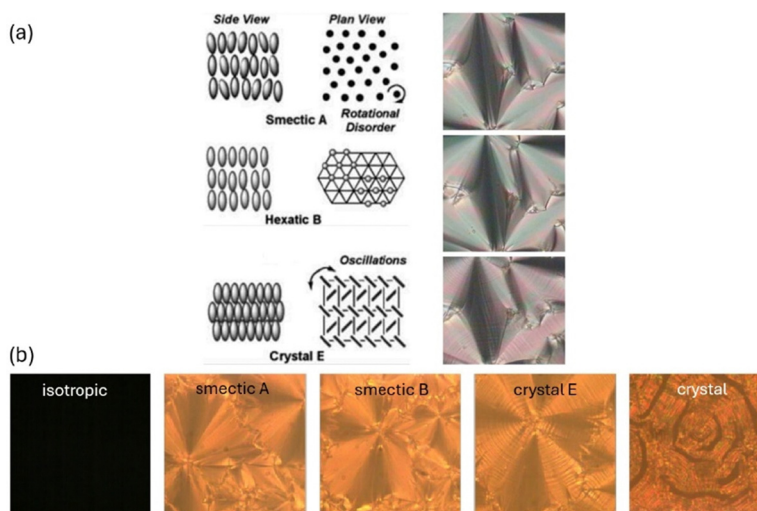 (a)
Side View
Plan View
Smectic A
Rotational
Disorder
Hexatic B
Oscillations
Crystal E
(b)
isotropic
smectic A
smectic B
crystal E
crystal